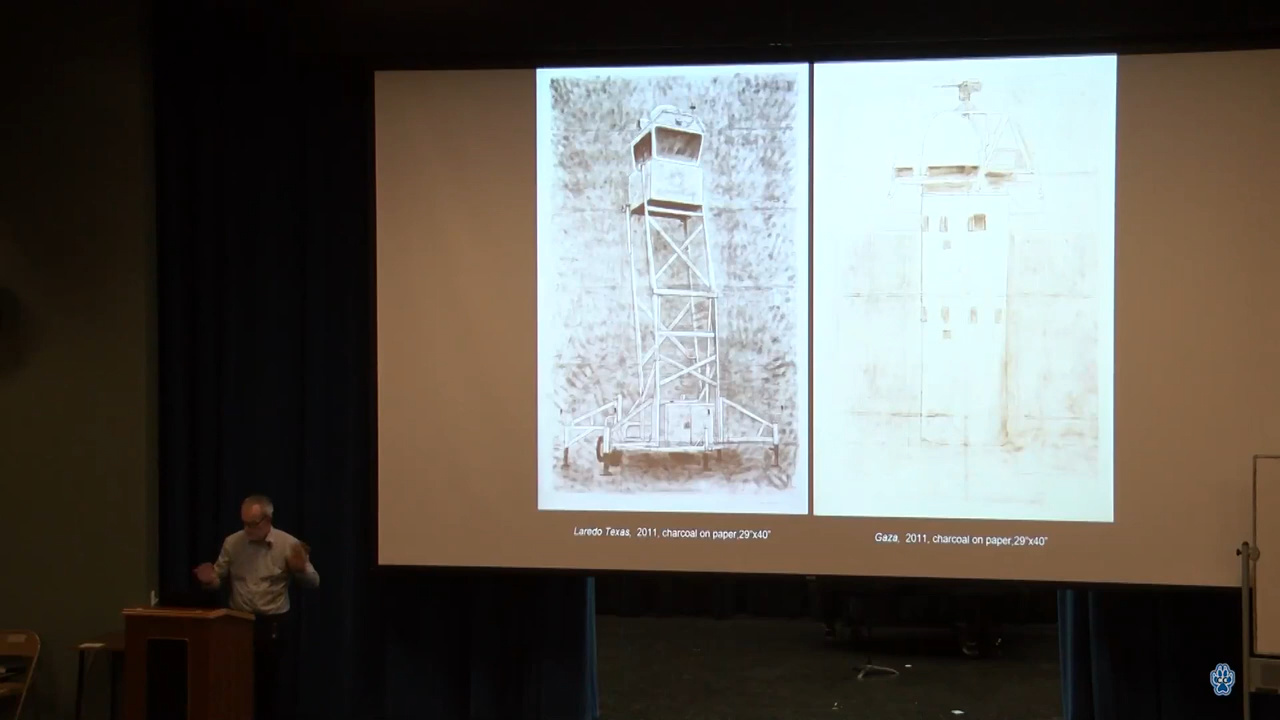 Laredo Texas, 2011, charcoal on paper,29"x40"
Gaza, 2011, charcoal on paper,29"x40"